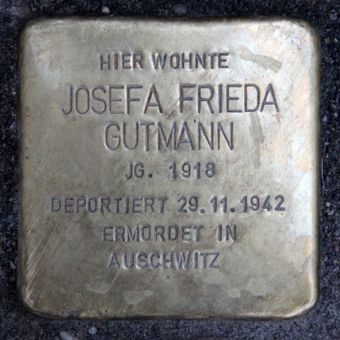 HIER WOHNTE
JOSEFA FRIEDA
GUTMANN
JG. 1918
DEPORTIERT 29.11.1942
ERMORDET IN
AUSCHWITZ